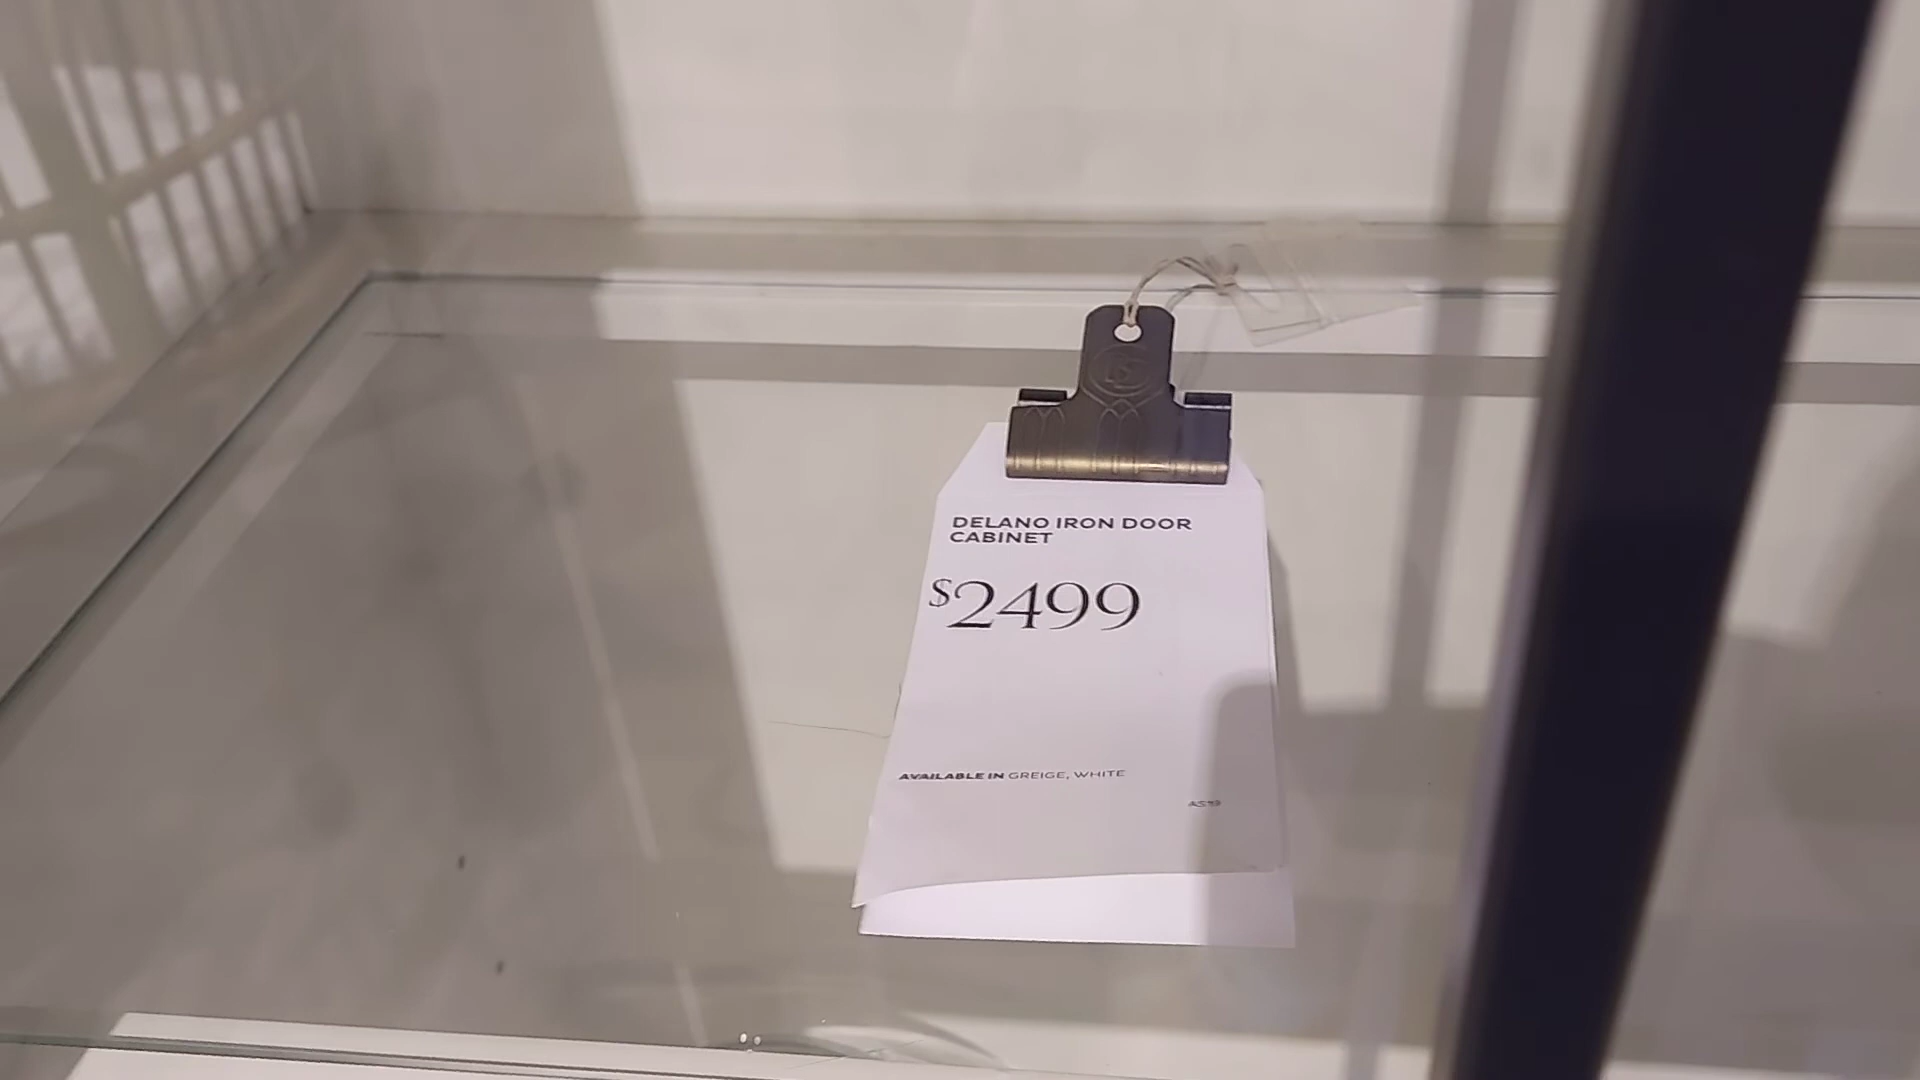 DELANO IRON DOOR
CABINET
$2499
AVAILABLE IN GREIGE, WHITE